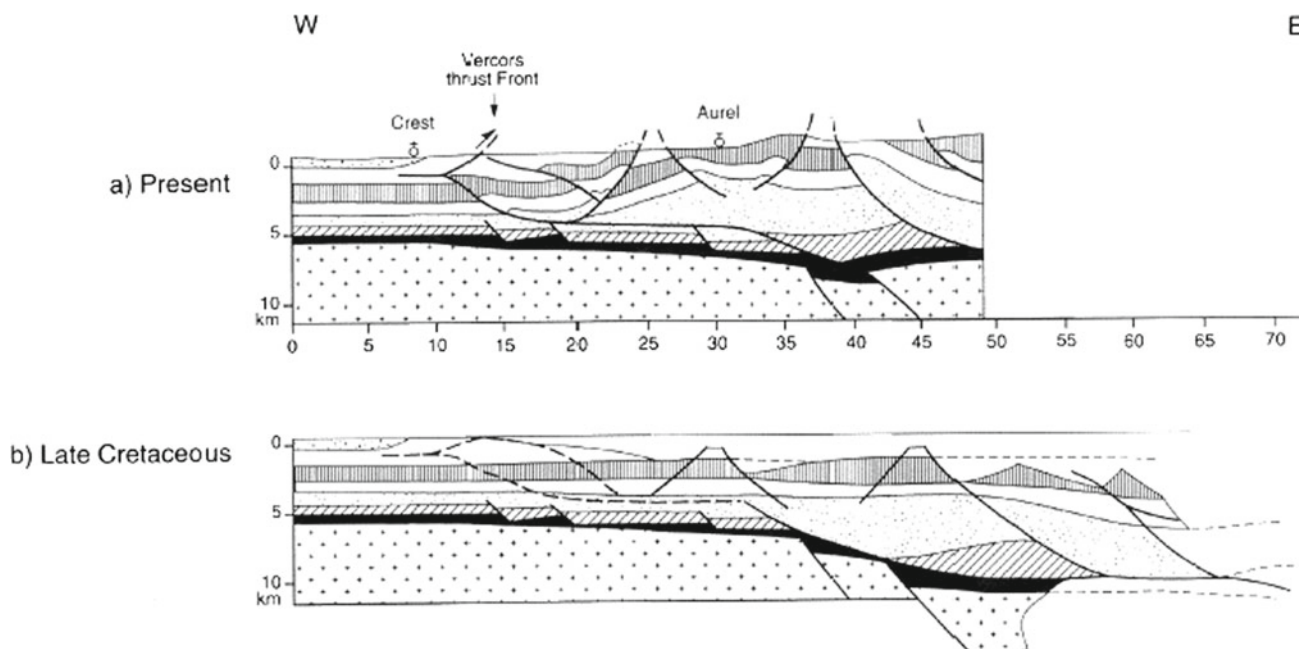 W
E
Vercors
thrust Front
Crest
Aurel
a) Present
0
5
10
km
0 5 10 15 20 25 30 35 40 45 50 55 60 65 70
b) Late Cretaceous
0
5
10
km